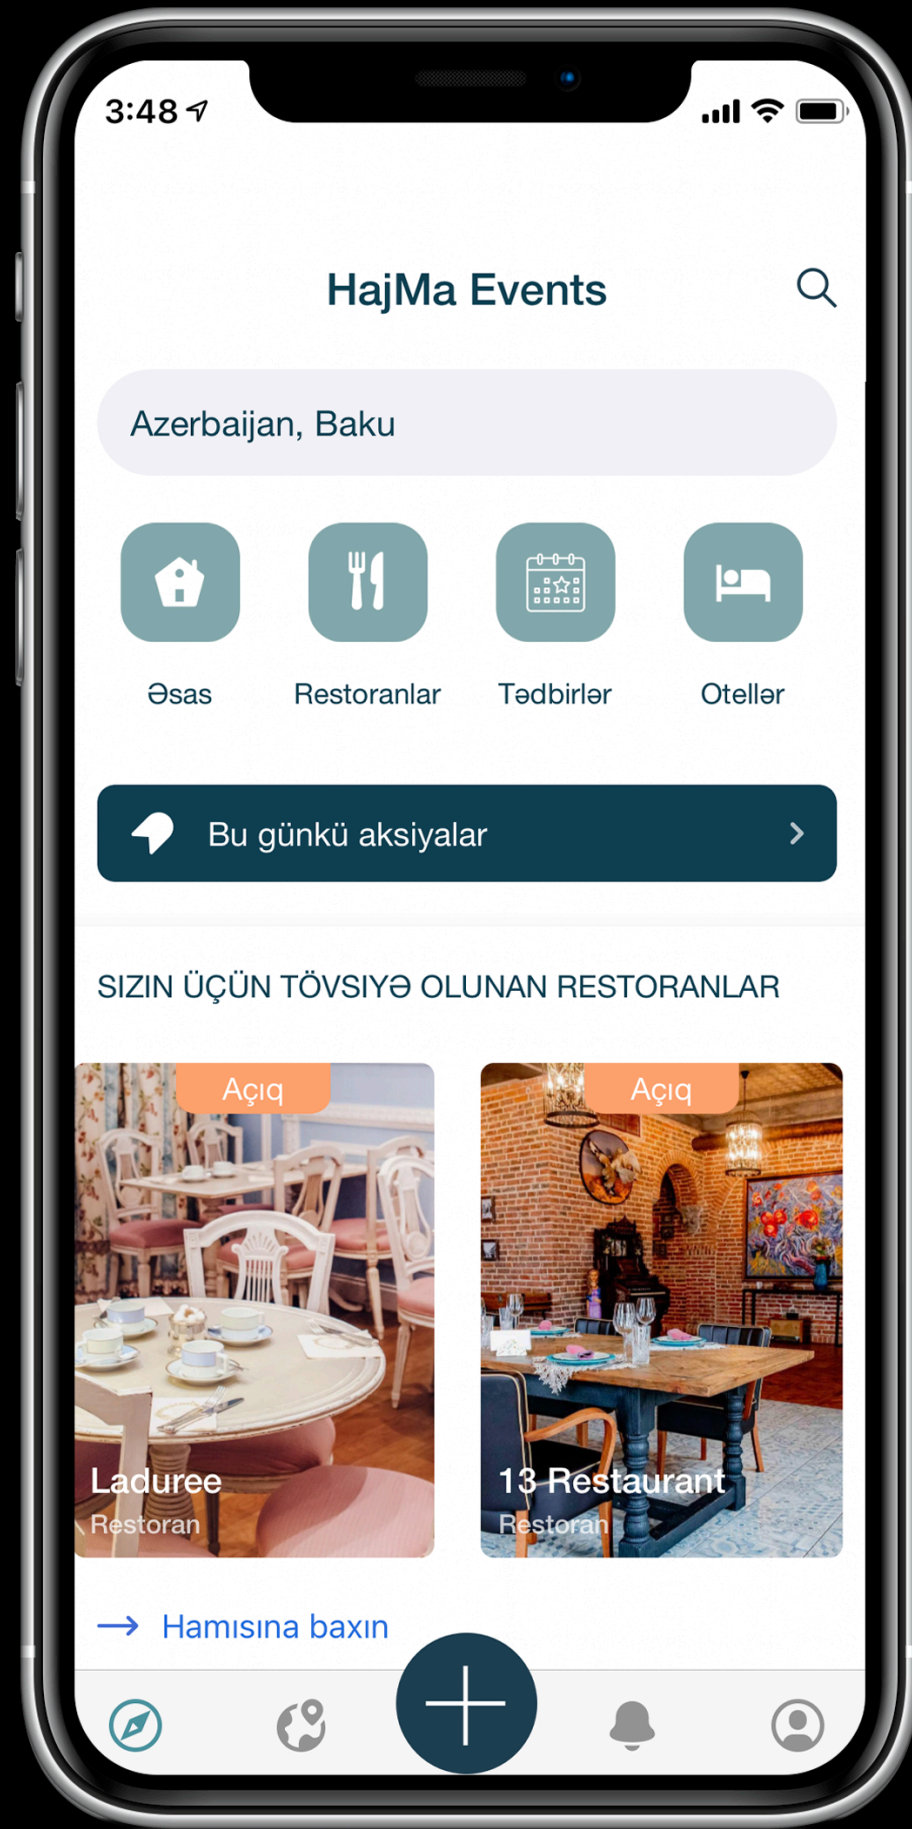 3:48
HajMa Events
Azerbaijan, Baku
Əsas
Restoranlar
Tədbirlər
Otellər
Bu günkü aksiyalar
SIZIN ÜÇÜN TÖVSIYƏ OLUNAN RESTORANLAR
Açıq
Açıq
Laduree
Restoran
13 Restaurant
Restoran
Hamısına baxın